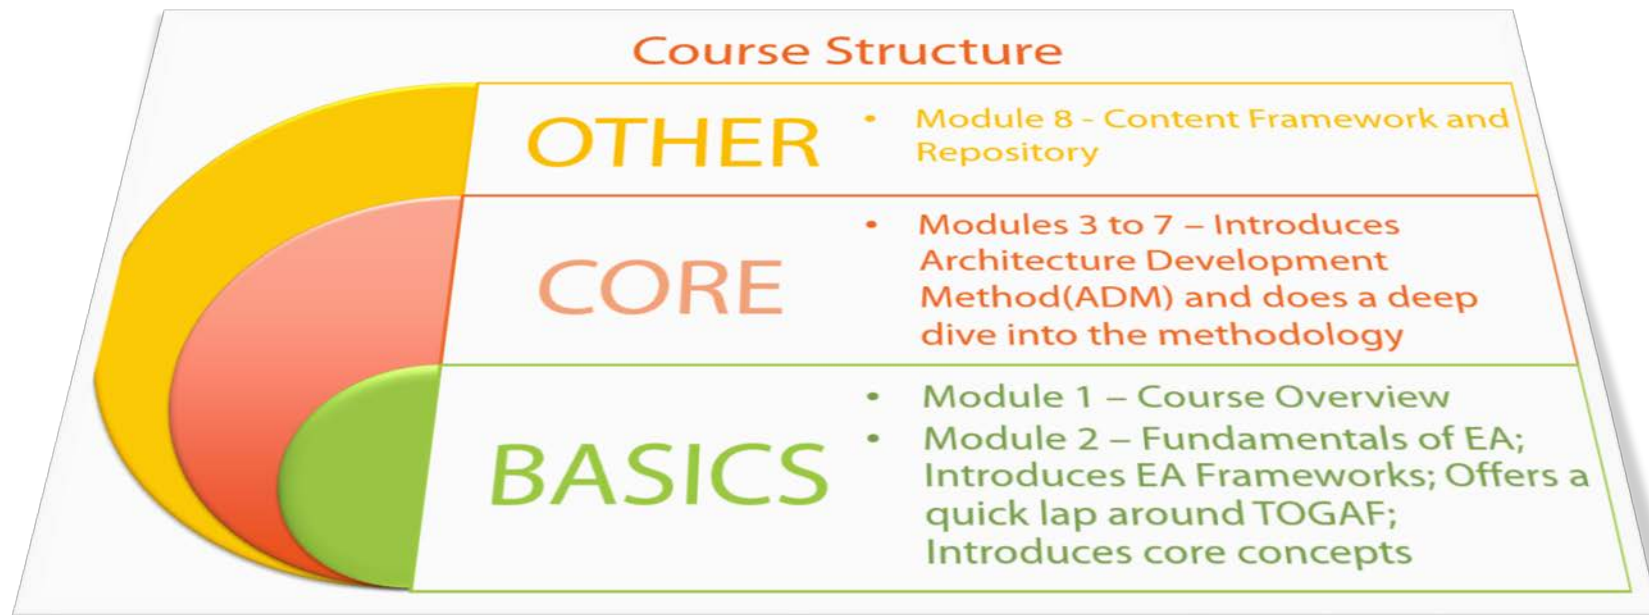 Course Structure
OTHER
• Module 8 - Content Framework and
Repository
CORE
• Modules 3 to 7 – Introduces
Architecture Development
Method(ADM) and does a deep
dive into the methodology
BASICS
• Module 1 – Course Overview
• Module 2 – Fundamentals of EA;
Introduces EA Frameworks; Offers a
quick lap around TOGAF;
Introduces core concepts